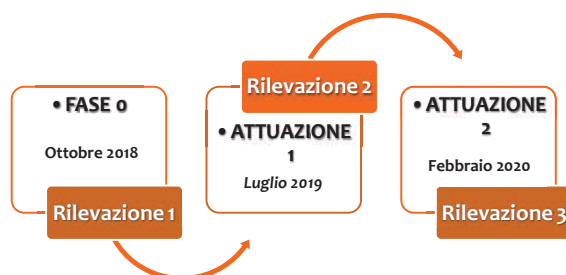 • FASE 0
Ottobre 2018
Rilevazione 1
Rilevazione 2
• ATTUAZIONE
1
Luglio 2019
• ATTUAZIONE
2
Febbraio 2020
Rilevazione 3